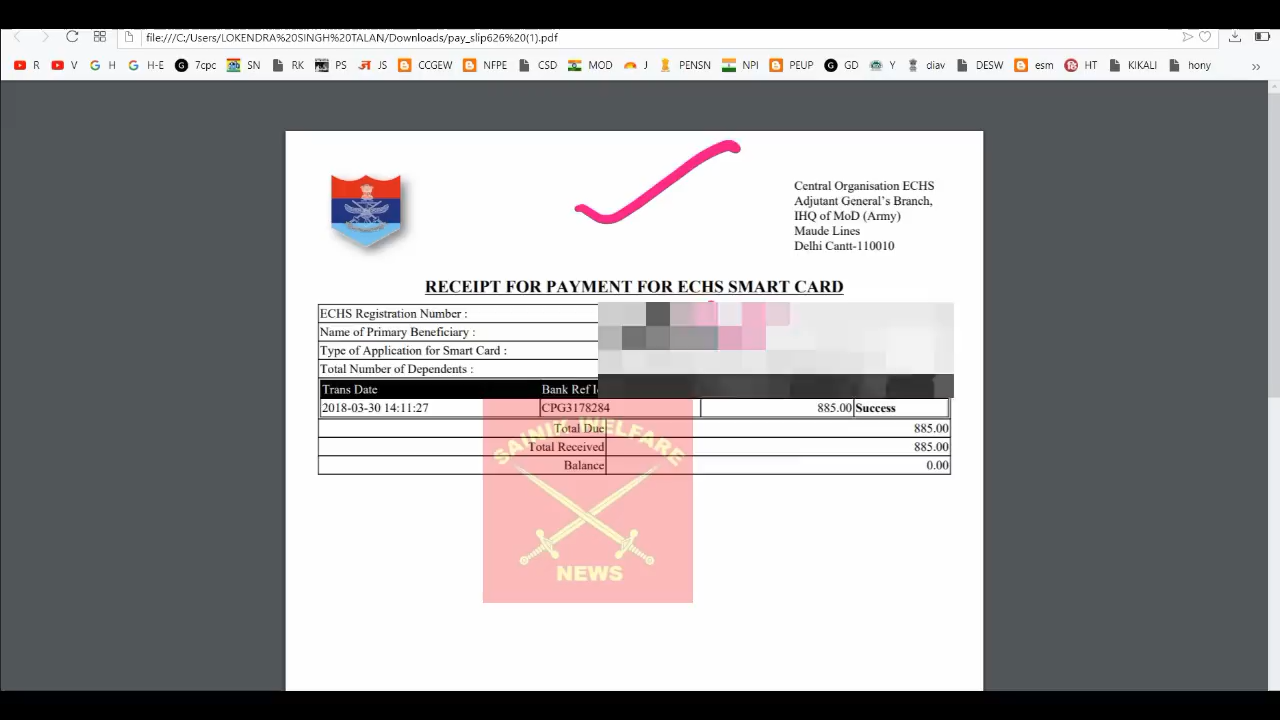 file:///C:/Users/LOKENDRA%20SINGH%20TALAN/Downloads/pay_slip626%20(1).pdf
R V H H-E 7cpc SN RK PS JS CCGEW NFPE CSD MOD J PENSN NPI PEUP GD Y diav DESW esm HT KIKALI hony »
Central Organisation ECHS
Adjutant General's Branch,
IHQ of MoD (Army)
Maude Lines
Delhi Cantt-110010
RECEIPT FOR PAYMENT FOR ECHS SMART CARD
ECHS Registration Number :
Name of Primary Beneficiary :
Type of Application for Smart Card :
Total Number of Dependents :
Trans Date Bank Ref
2018-03-30 14:11:27 CPG3178284 885.00 Success
Total Due 885.00
Total Received 885.00
Balance 0.00
SAINIK WELFARE
NEWS